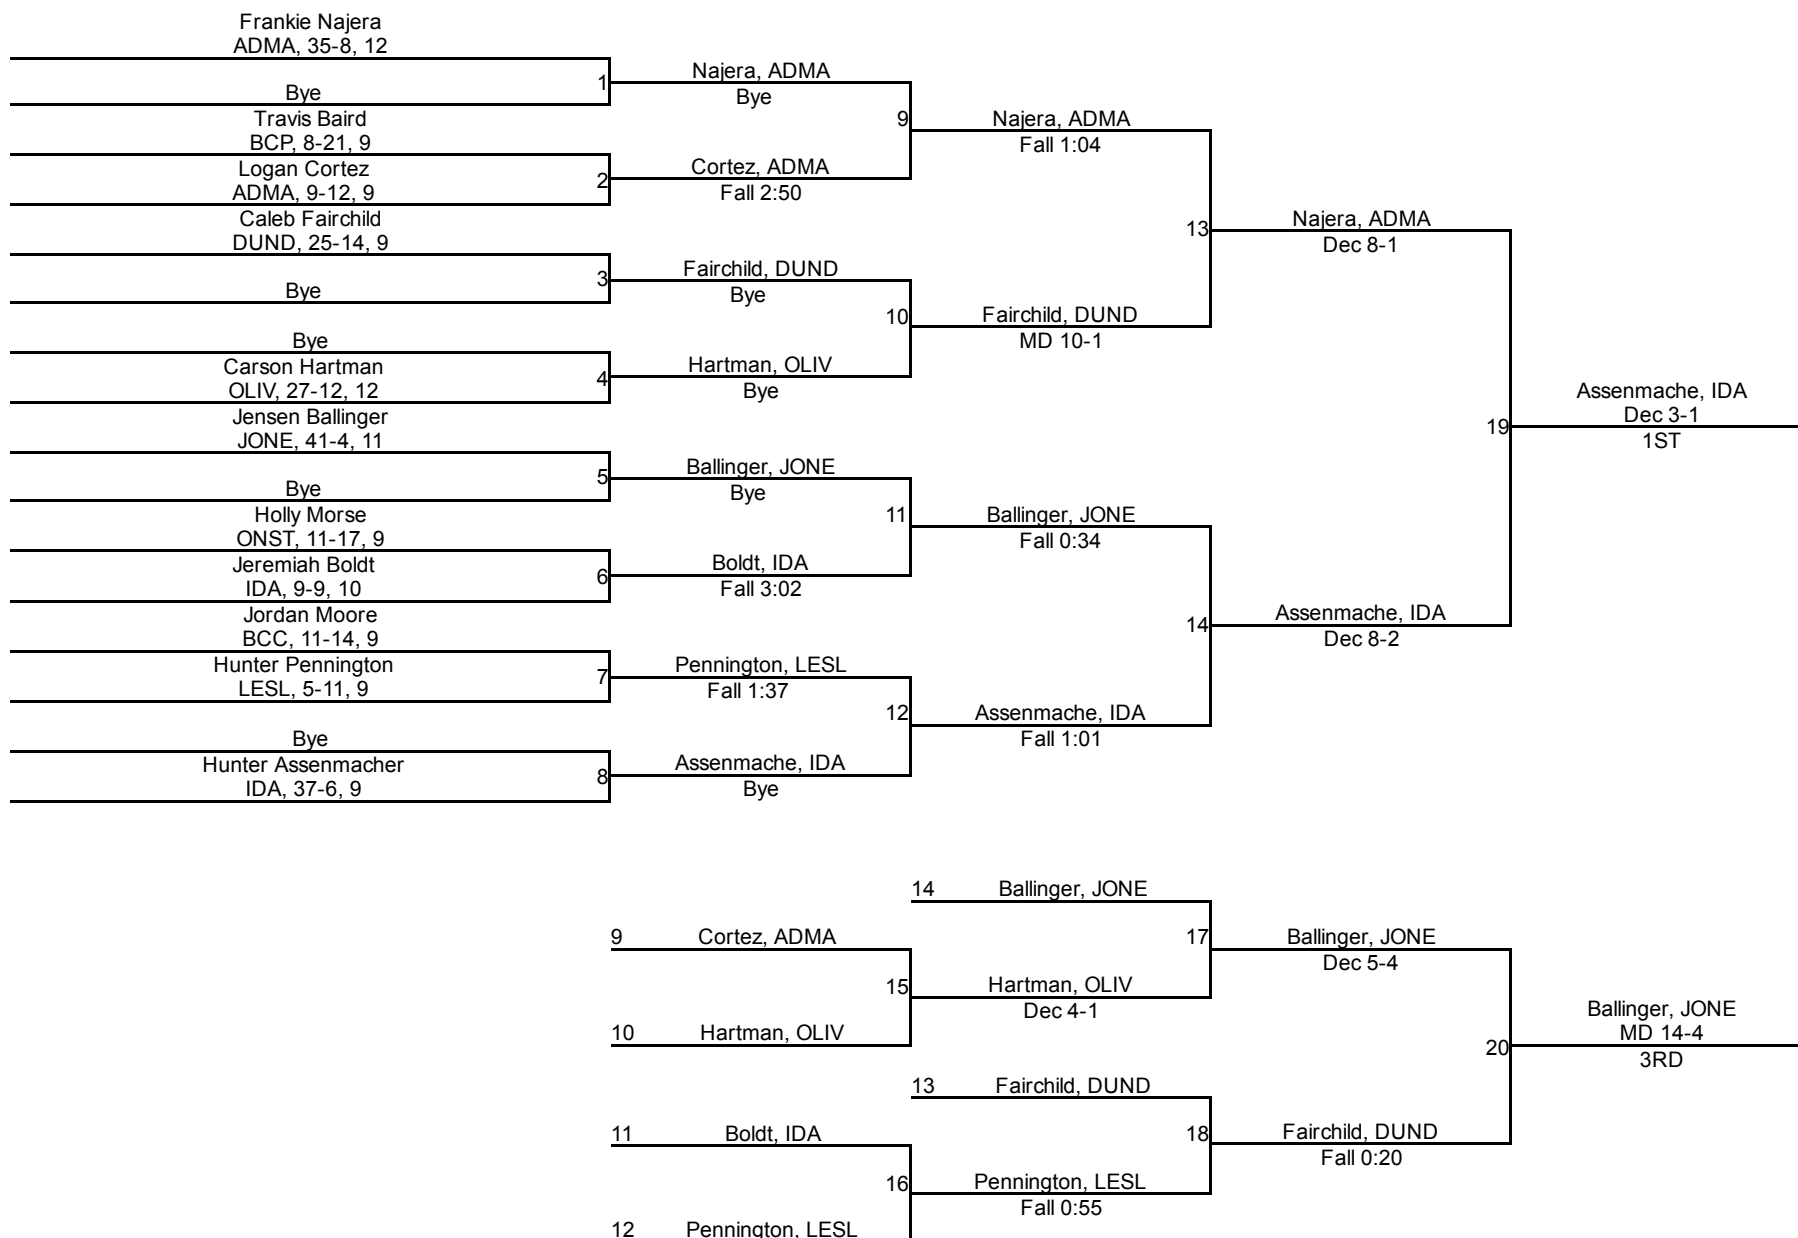 Frankie Najera
ADMA, 35-8, 12
Bye
1
Travis Baird
BCP, 8-21, 9
Logan Cortez
ADMA, 9-12, 9
2
Caleb Fairchild
DUND, 25-14, 9
Bye
3
Bye
Carson Hartman
OLIV, 27-12, 12
4
Jensen Ballinger
JONE, 41-4, 11
Bye
5
Holly Morse
ONST, 11-17, 9
Jeremiah Boldt
IDA, 9-9, 10
6
Jordan Moore
BCC, 11-14, 9
Hunter Pennington
LESL, 5-11, 9
7
Bye
Hunter Assenmacher
IDA, 37-6, 9
8
Najera, ADMA
Bye
9
Cortez, ADMA
Fall 2:50
Fairchild, DUND
Bye
10
Hartman, OLIV
Bye
Ballinger, JONE
Bye
11
Boldt, IDA
Fall 3:02
Pennington, LESL
Fall 1:37
12
Assenmache, IDA
Bye
Najera, ADMA
Fall 1:04
13
Fairchild, DUND
MD 10-1
Ballinger, JONE
Fall 0:34
14
Assenmache, IDA
Fall 1:01
Najera, ADMA
Dec 8-1
19
Assenmache, IDA
Dec 8-2
Assenmache, IDA
Dec 3-1
1ST
14 Ballinger, JONE
9 Cortez, ADMA
17
15
Hartman, OLIV
Dec 4-1
10 Hartman, OLIV
13 Fairchild, DUND
11 Boldt, IDA
18
16
Pennington, LESL
Fall 0:55
12 Pennington, LESL
Ballinger, JONE
Dec 5-4
20
Fairchild, DUND
Fall 0:20
Ballinger, JONE
MD 14-4
3RD